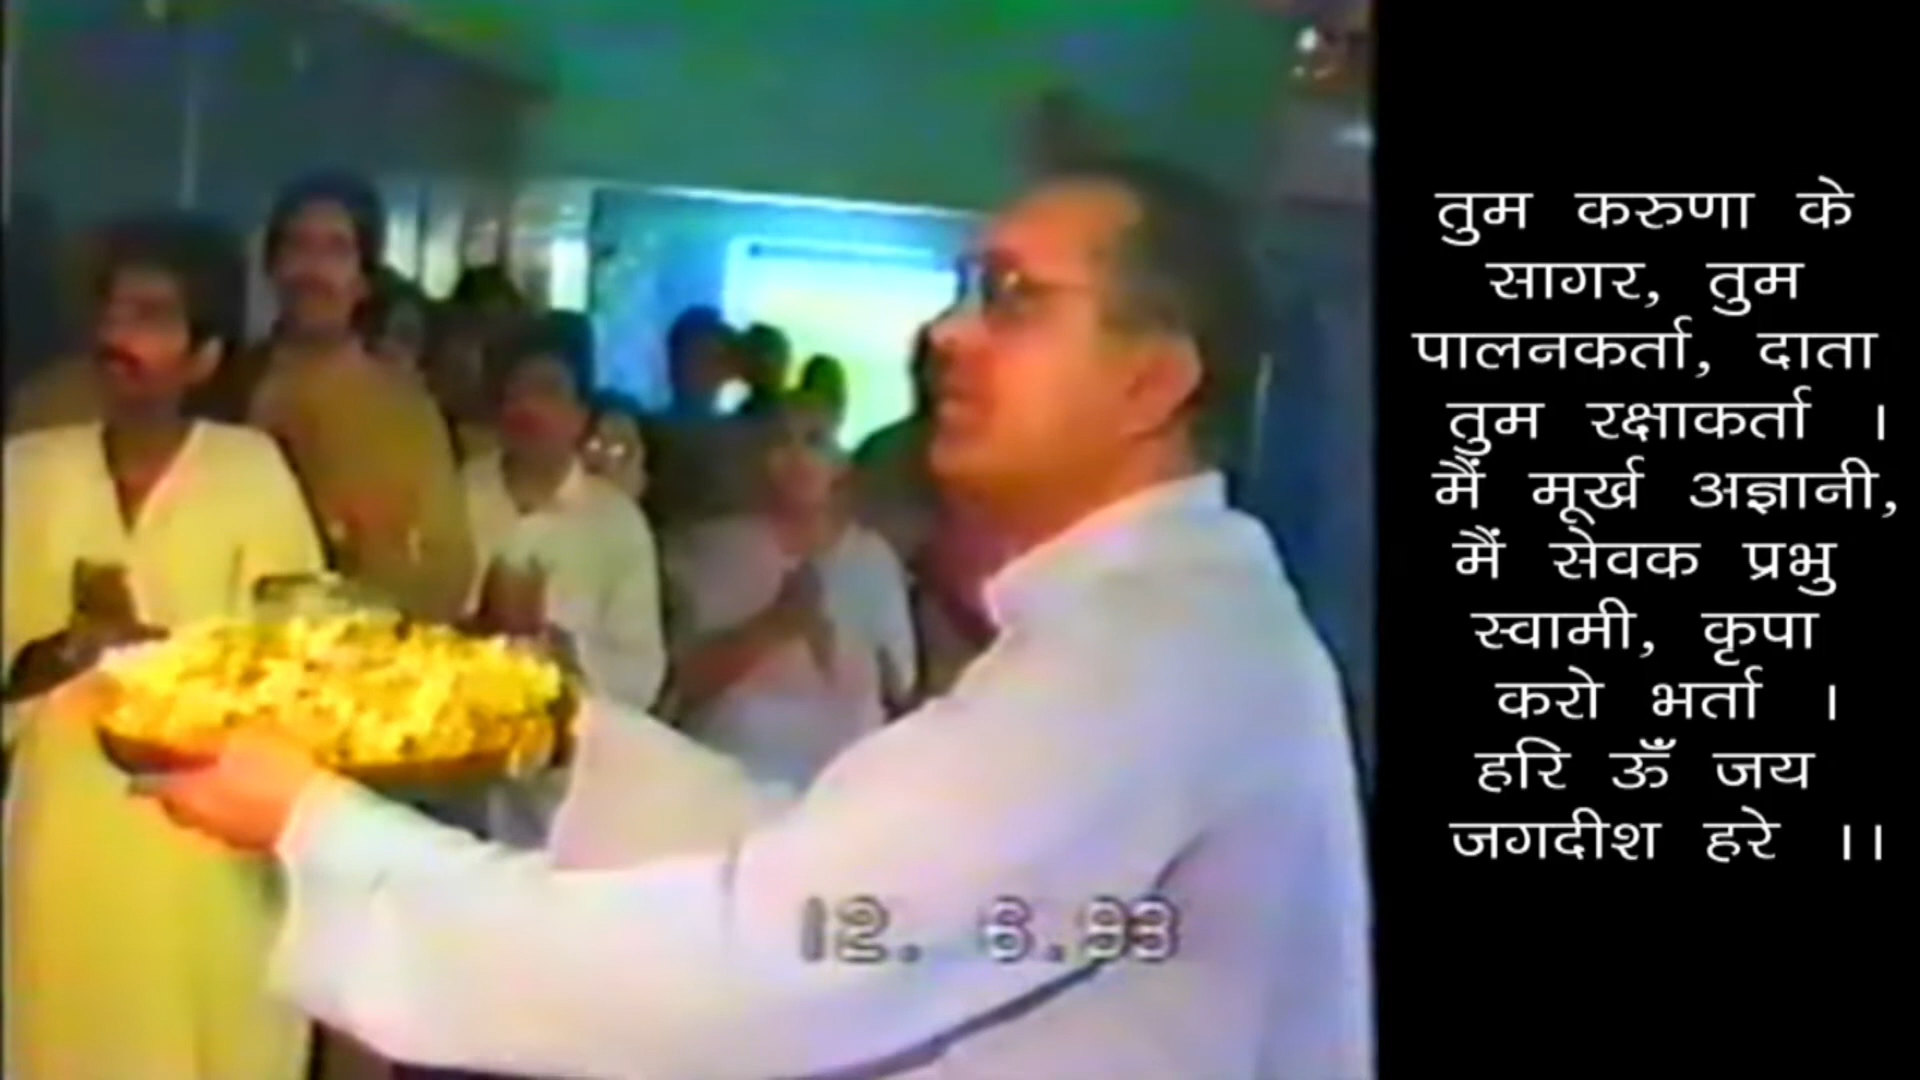 तुम करुणा के
सागर, तुम
पालनकर्ता, दाता
तुम रक्षाकर्ता ।
मैं मूर्ख अज्ञानी,
मैं सेवक प्रभु
स्वामी, कृपा
करो भर्ता ।
हरि ऊँ जय
जगदीश हरे ।।
12. 6.93